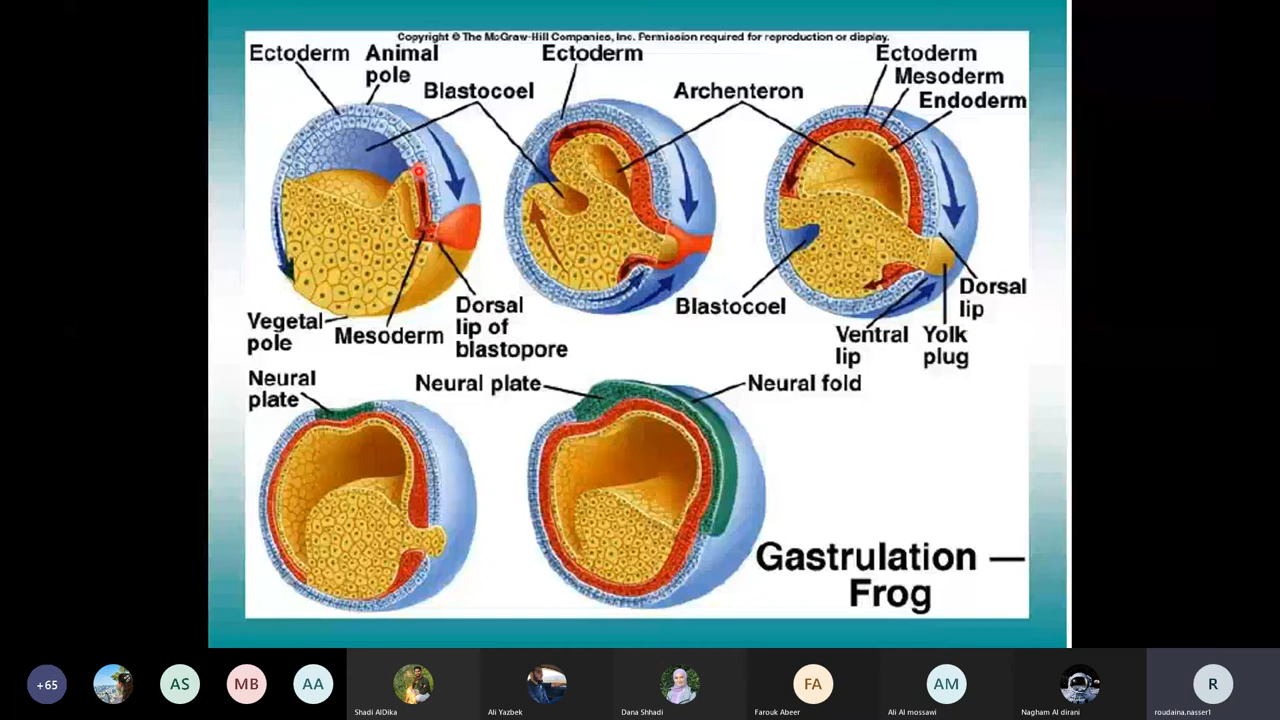 Copyright © The McGraw-Hill Companies, Inc. Permission required for reproduction or display.
Ectoderm
Animal
pole
Blastocoel
Ectoderm
Archenteron
Ectoderm
Mesoderm
Endoderm
Vegetal
pole
Mesoderm
Dorsal
lip of
blastopore
Blastocoel
Ventral
lip
Yolk
plug
Dorsal
lip
Neural
plate
Neural plate
Neural fold
Gastrulation —
Frog
+65
AS
MB
AA
Shadi AlDika
Ali Yazbek
Dana Shhadi
FA
Farouk Abeer
AM
Ali Al mossawi
Nagham Al dirani
R
roudaina.nasser1